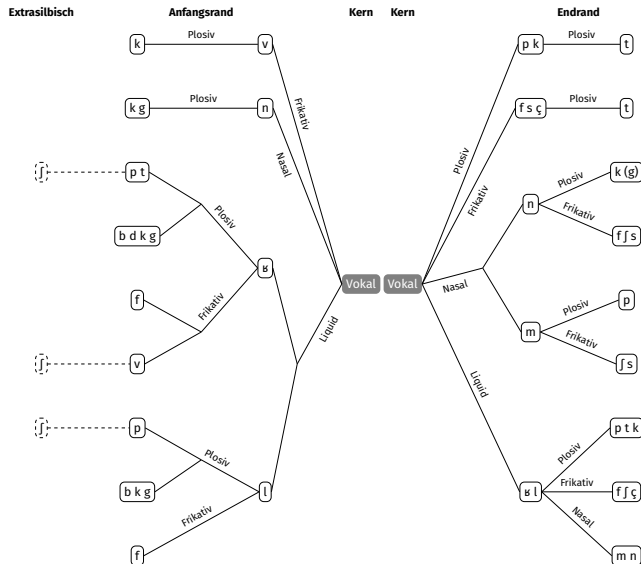 Extrasilbisch Anfangsrand Kern Kern Endrand
k Plosiv v p k Plosiv t
k g Plosiv n Frikativ f s ç Plosiv t
Nasal Plosiv Frikativ
ʃ p t Plosiv k (g)
b d k g Plosiv n Frikativ f ʃ s
ʁ Vokal Vokal Nasal
f Frikativ Liquid m Plosiv p
ʃ v Frikativ ʃ s
Liquid
ʃ p Plosiv p t k
b k g l ʁ l Plosiv Frikativ f ʃ ç
Frikativ Nasal
f m n